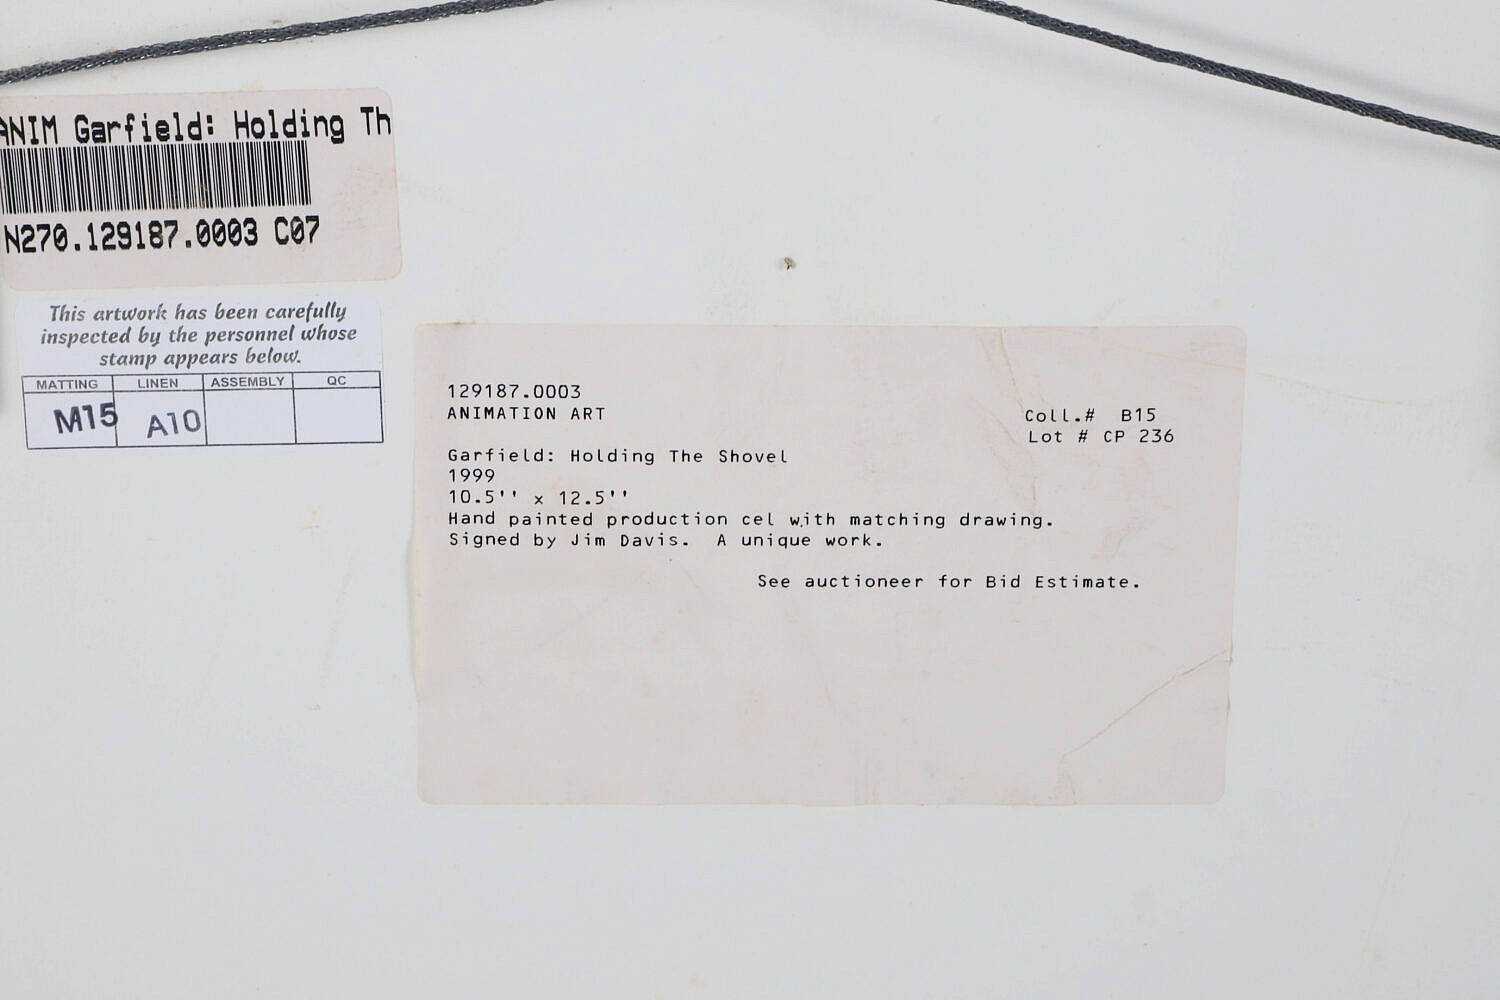 ANIM Garfield: Holding Th
N270.129187.0003 C07
This artwork has been carefully
inspected by the personnel whose
stamp appears below.
MATTING LINEN ASSEMBLY QC
M15 A10
129187.0003
ANIMATION ART
Coll.# B15
Lot # CP 236
Garfield: Holding The Shovel
1999
10.5'' x 12.5''
Hand painted production cel with matching drawing.
Signed by Jim Davis. A unique work.
See auctioneer for Bid Estimate.